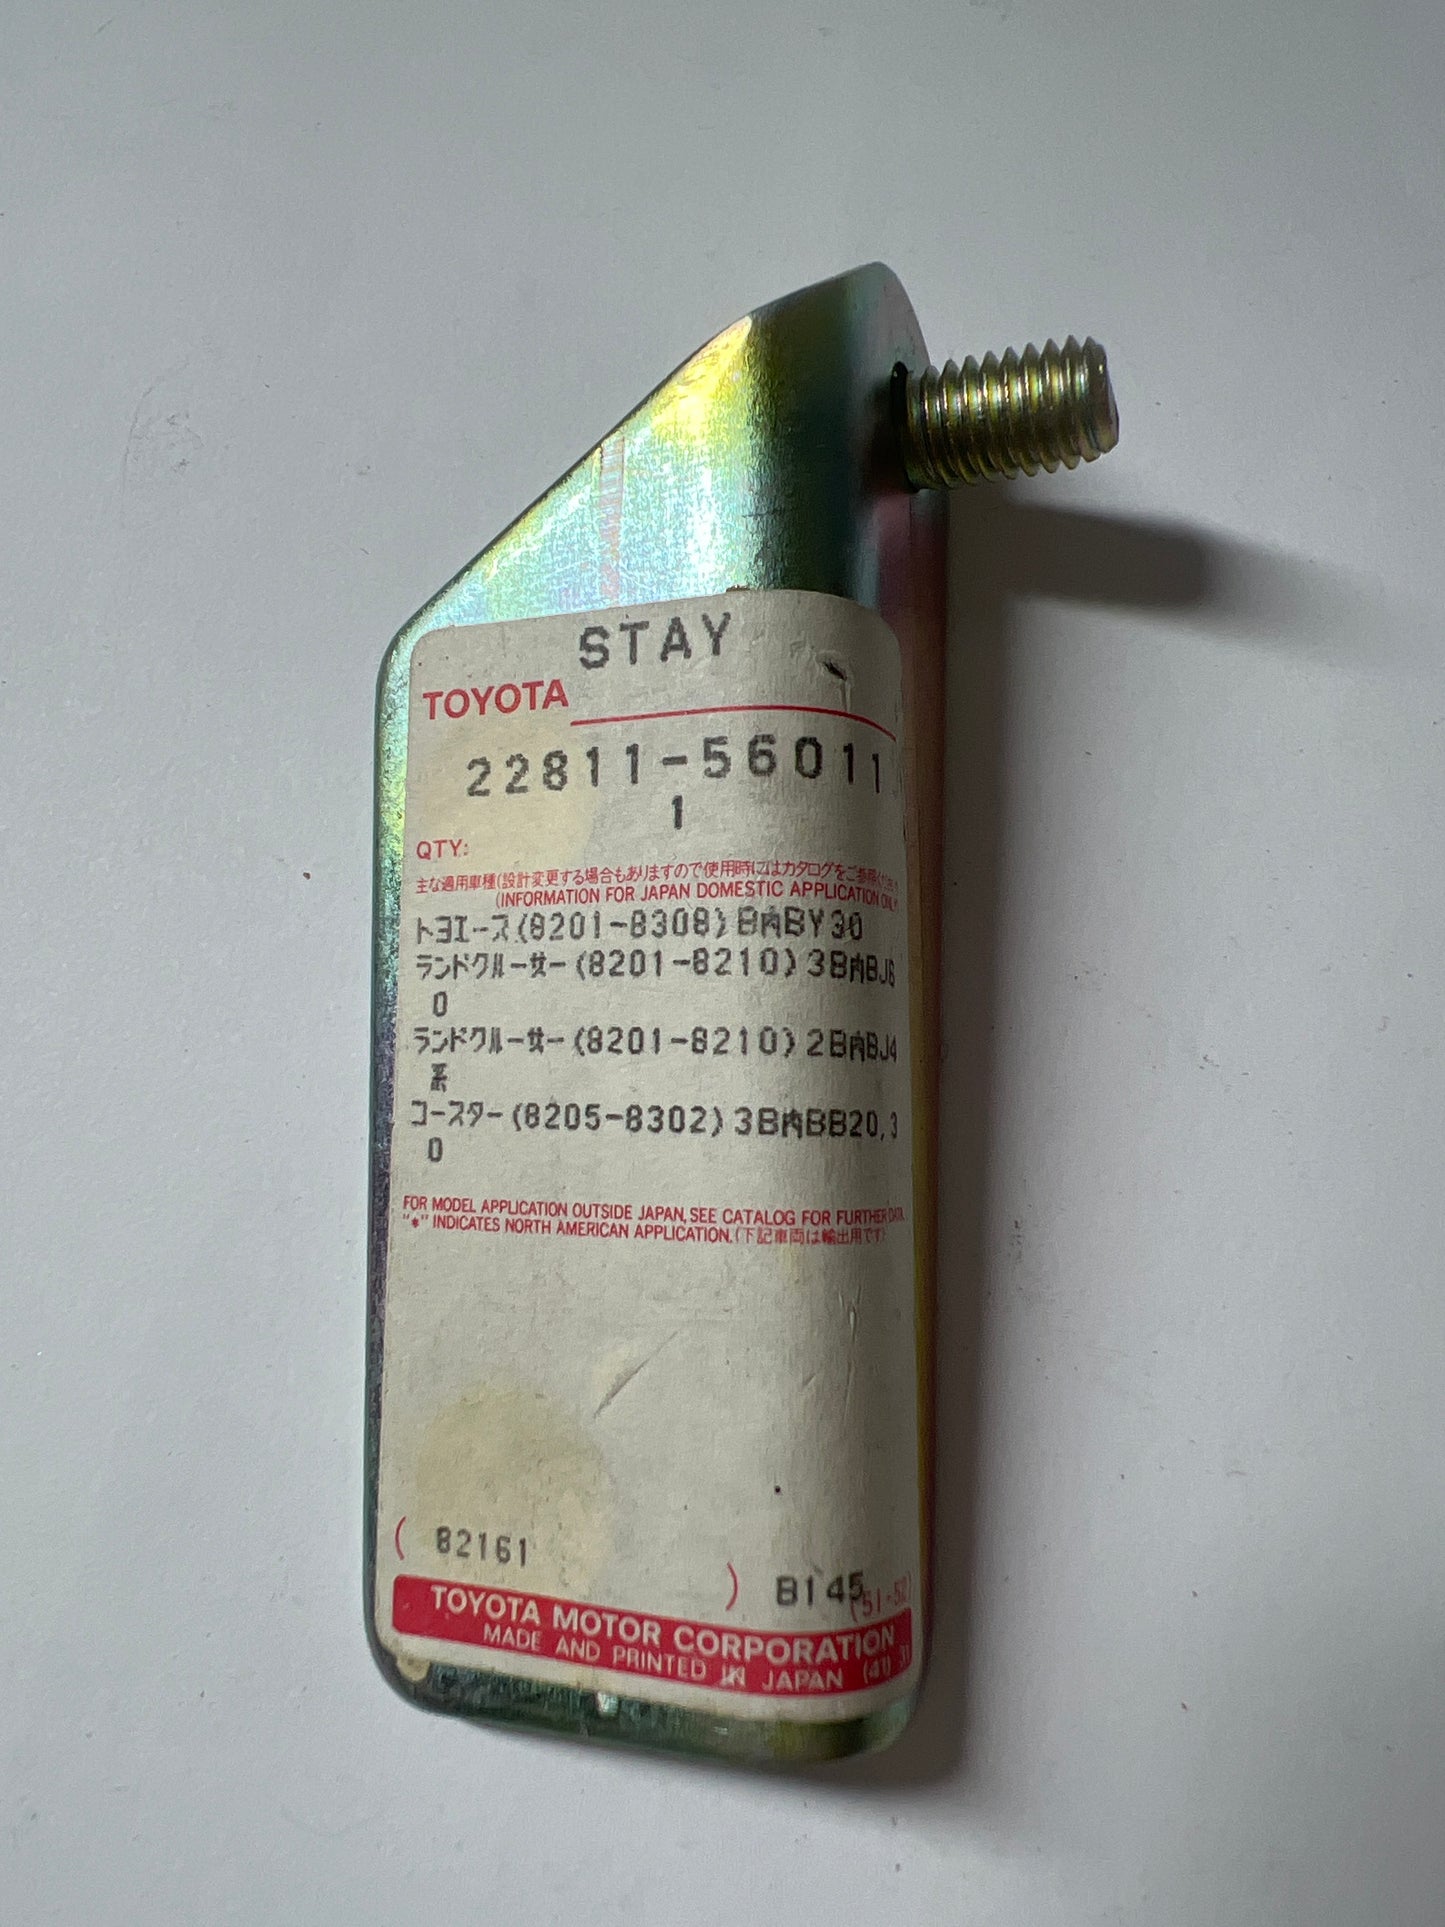 STAY
TOYOTA
22811-56011
1
QTY:
主な適用車種(設計変更する場合もありますので使用時にはカタログをご参照ください)
(INFORMATION FOR JAPAN DOMESTIC APPLICATION ONLY
トヨエース(8201-8308)B内BY30
ランドクルーザー(8201-8210)3B内BJ6
0
ランドクルーザー(8201-8210)2B内BJ4
系
コースター(8205-8302)3B内BB20,3
0
FOR MODEL APPLICATION OUTSIDE JAPAN, SEE CATALOG FOR FURTHER DATA.
"*" INDICATES NORTH AMERICAN APPLICATION.(下記車両は輸出用です)
( 82161
) B145
(51-52)
TOYOTA MOTOR CORPORATION
MADE AND PRINTED IN JAPAN (41) 31